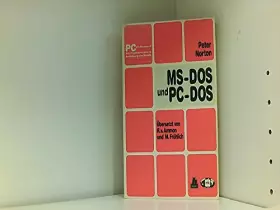 PC
Peter
Norton
MS-DOS
und
PC-DOS
Übersetzt von
R.v.Ammon
und M. Fröhlich